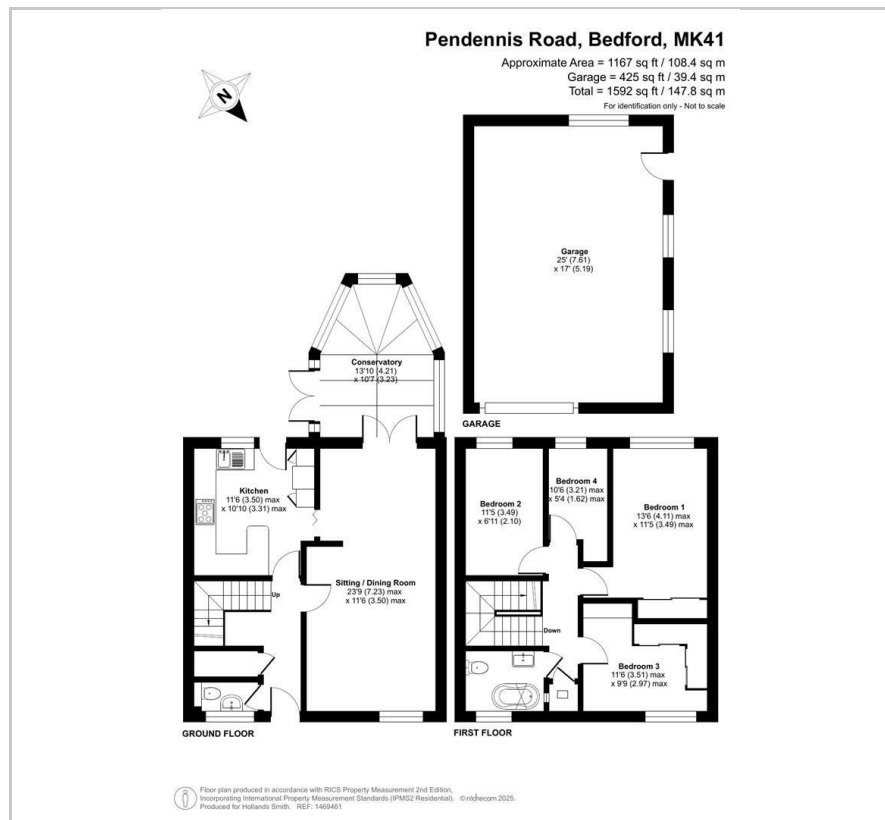 Pendennis Road, Bedford, MK41
Approximate Area = 1167 sq ft / 108.4 sq m
Garage = 425 sq ft / 39.4 sq m
Total = 1592 sq ft / 147.8 sq m
For identification only - Not to scale
N
Garage
25' (7.61)
x 17' (5.19)
GARAGE
Conservatory
13'10 (4.21)
x 10'7 (3.23)
Kitchen
11'6 (3.50) max
x 10'10 (3.31) max
Sitting / Dining Room
23'9 (7.23) max
x 11'6 (3.50) max
Up
GROUND FLOOR
Bedroom 2
11'5 (3.49)
x 6'11 (2.10)
Bedroom 4
10'6 (3.21) max
x 5'4 (1.62) max
Bedroom 1
13'6 (4.11) max
x 11'5 (3.49) max
Down
Bedroom 3
11'6 (3.51) max
x 9'9 (2.97) max
FIRST FLOOR
Floor plan produced in accordance with RICS Property Measurement 2nd Edition,
Incorporating International Property Measurement Standards (IPMS2 Residential). © ntchecom 2025.
Produced for Hollands Smith. REF: 1469461